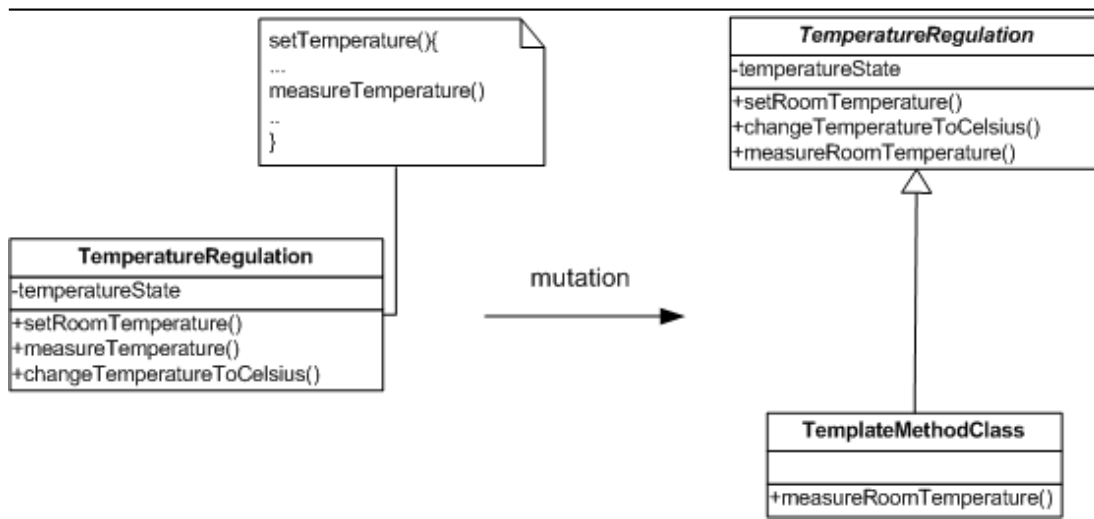 setTemperature(){
...
measureTemperature()
..
}
TemperatureRegulation
-temperatureState
+setRoomTemperature()
+measureTemperature()
+changeTemperatureToCelsius()
mutation
TemperatureRegulation
-temperatureState
+setRoomTemperature()
+changeTemperatureToCelsius()
+measureRoomTemperature()
TemplateMethodClass
+measureRoomTemperature()